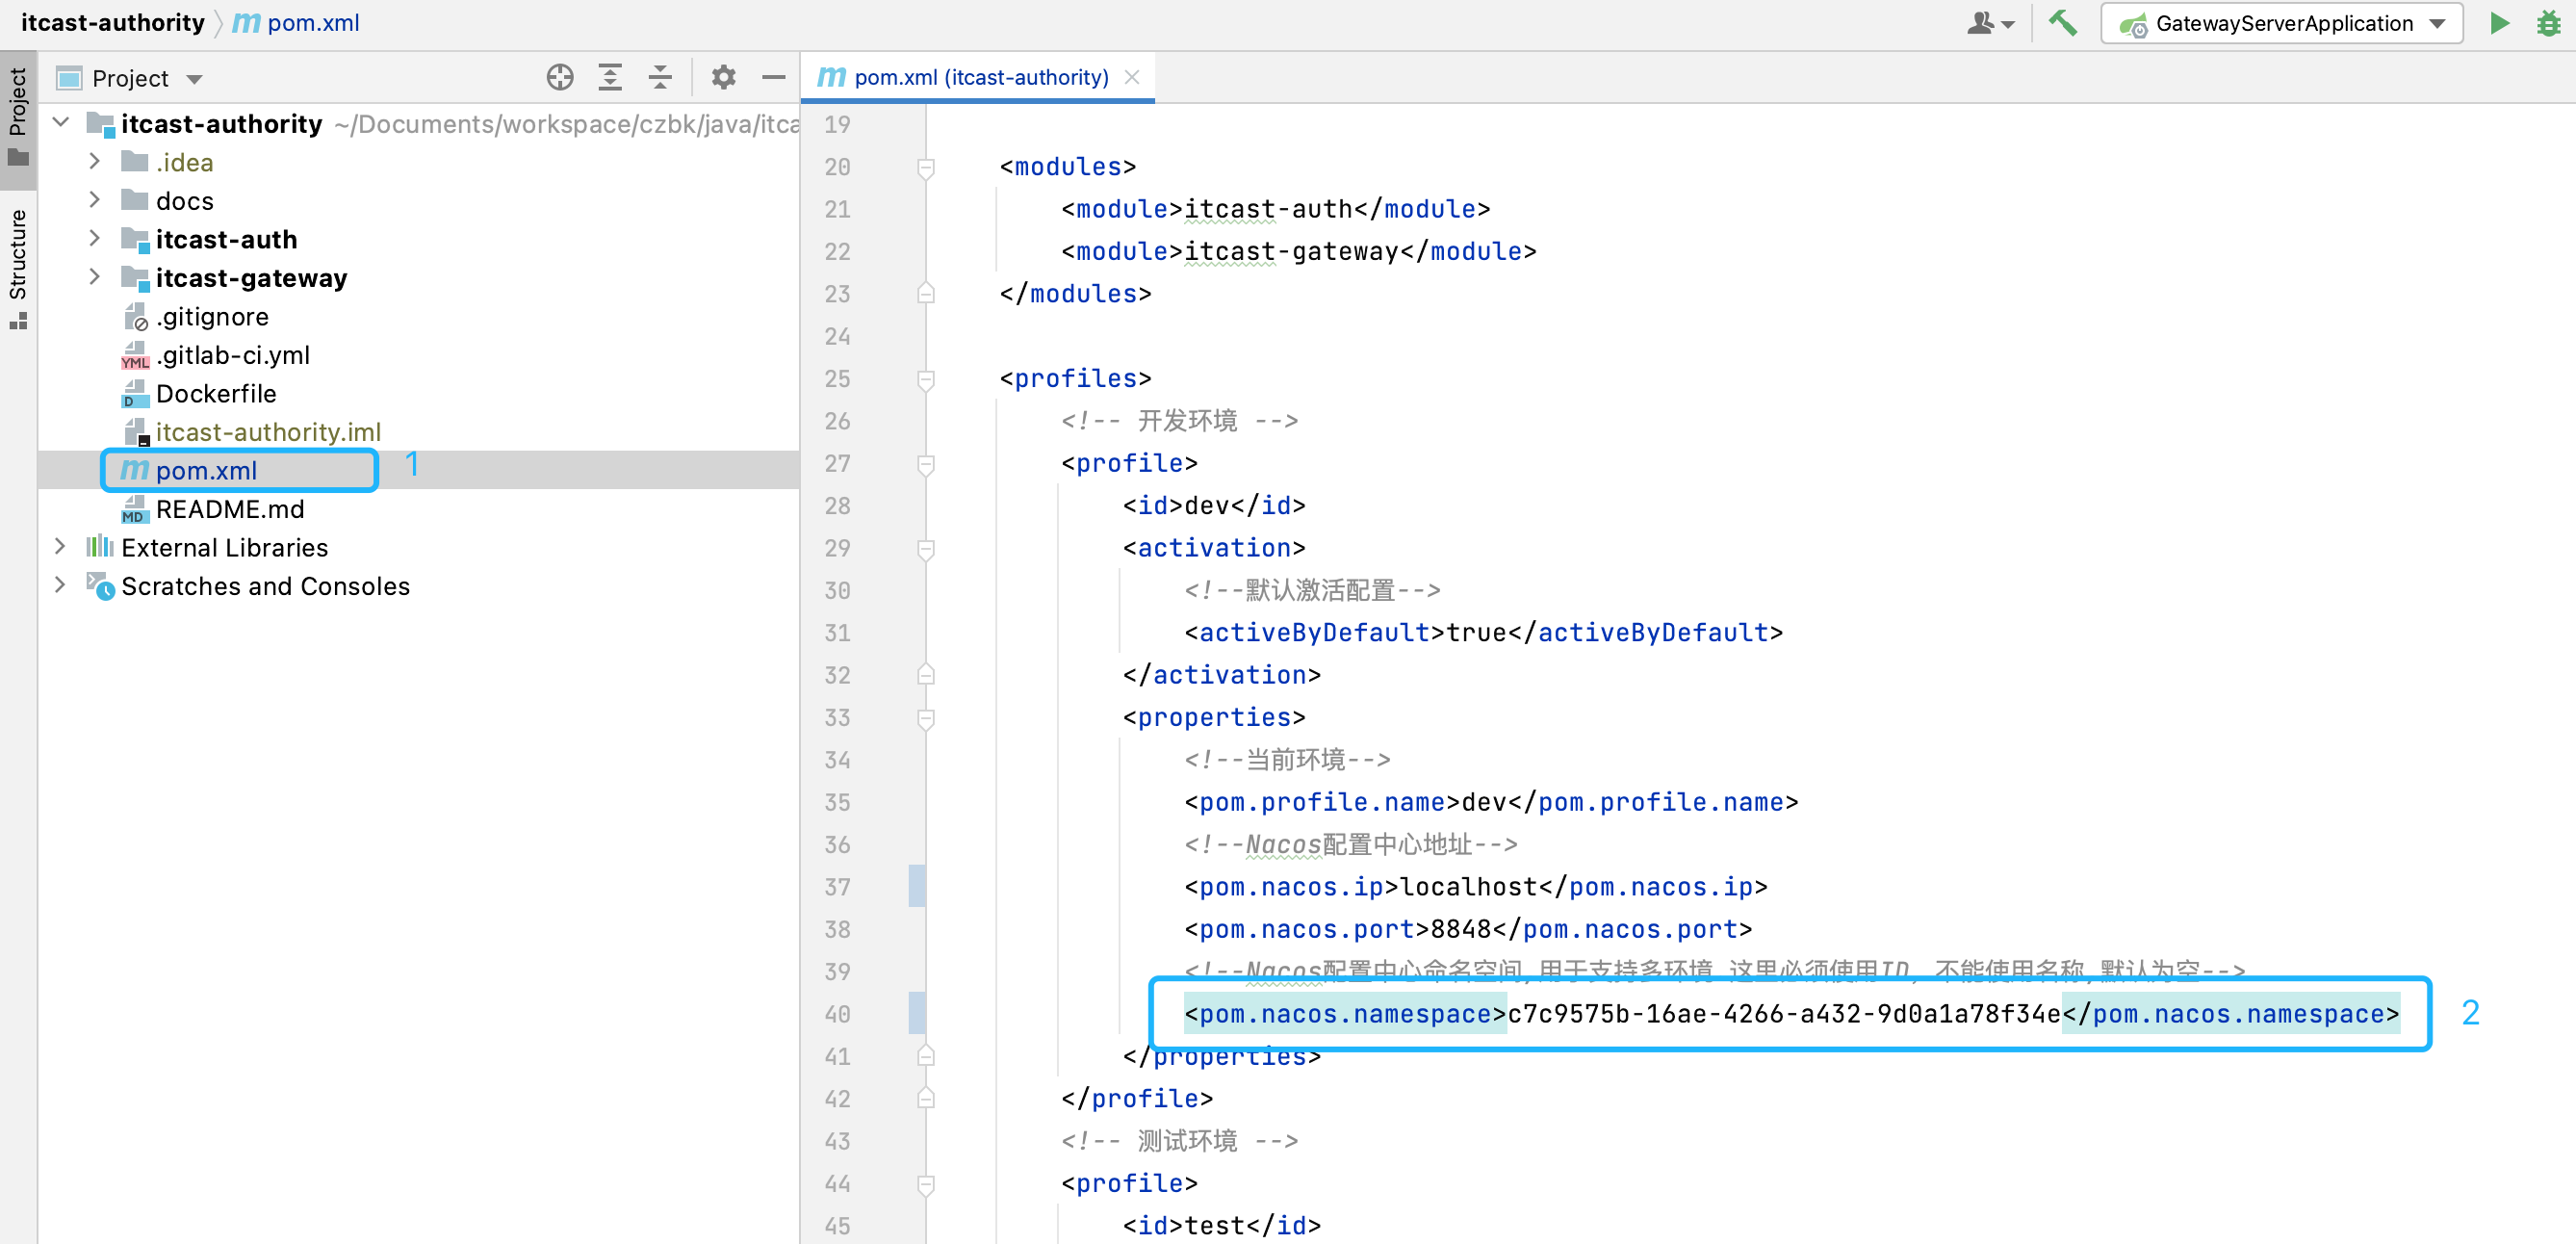 itcast-authority pom.xml
GatewayServerApplication
Project
Structure
Project
itcast-authority ~/Documents/workspace/czbk/java/itca
.idea
docs
itcast-auth
itcast-gateway
.gitignore
.gitlab-ci.yml
Dockerfile
itcast-authority.iml
pom.xml 1
README.md
External Libraries
Scratches and Consoles
pom.xml (itcast-authority)
19
20 <modules>
21 <module>itcast-auth</module>
22 <module>itcast-gateway</module>
23 </modules>
24
25 <profiles>
26 <!-- 开发环境 -->
27 <profile>
28 <id>dev</id>
29 <activation>
30 <!--默认激活配置-->
31 <activeByDefault>true</activeByDefault>
32 </activation>
33 <properties>
34 <!--当前环境-->
35 <pom.profile.name>dev</pom.profile.name>
36 <!--Nacos配置中心地址-->
37 <pom.nacos.ip>localhost</pom.nacos.ip>
38 <pom.nacos.port>8848</pom.nacos.port>
39 <!--Nacos配置中心命名空间,用于支持多环境.这里必须使用ID, 不能使用名称,默认为空-->
40 <pom.nacos.namespace>c7c9575b-16ae-4266-a432-9d0a1a78f34e</pom.nacos.namespace> 2
41 </properties>
42 </profile>
43 <!-- 测试环境 -->
44 <profile>
45 <id>test</id>